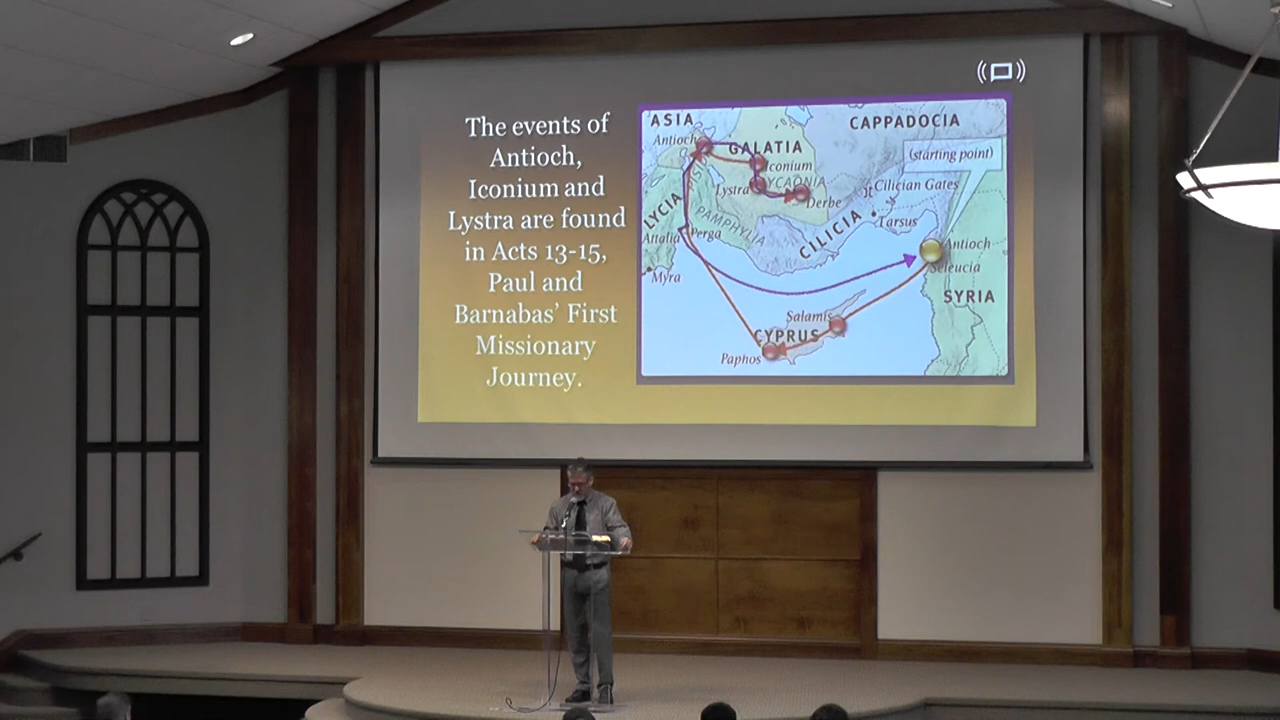 The events of
Antioch,
Iconium and
Lystra are found
in Acts 13-15,
Paul and
Barnabas' First
Missionary
Journey.
ASIA
CAPPADOCIA
Antioch
GALATIA
(starting point)
Iconium
LYCAONIA
Lystra
Cilician Gates
Derbe
LYCIA
PAMPHYLIA
CILICIA
Tarsus
Attalia
Perga
Antioch
Seleucia
Myra
SYRIA
Salamis
CYPRUS
Paphos